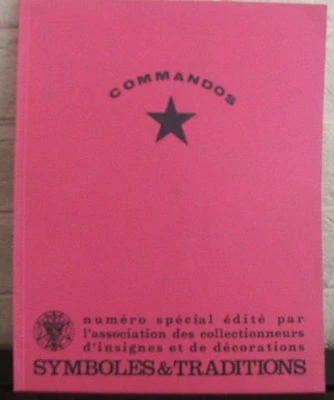 COMMANDOS
numéro spécial édité par
l'association des collectionneurs
d'insignes et de décorations
SYMBOLES & TRADITIONS